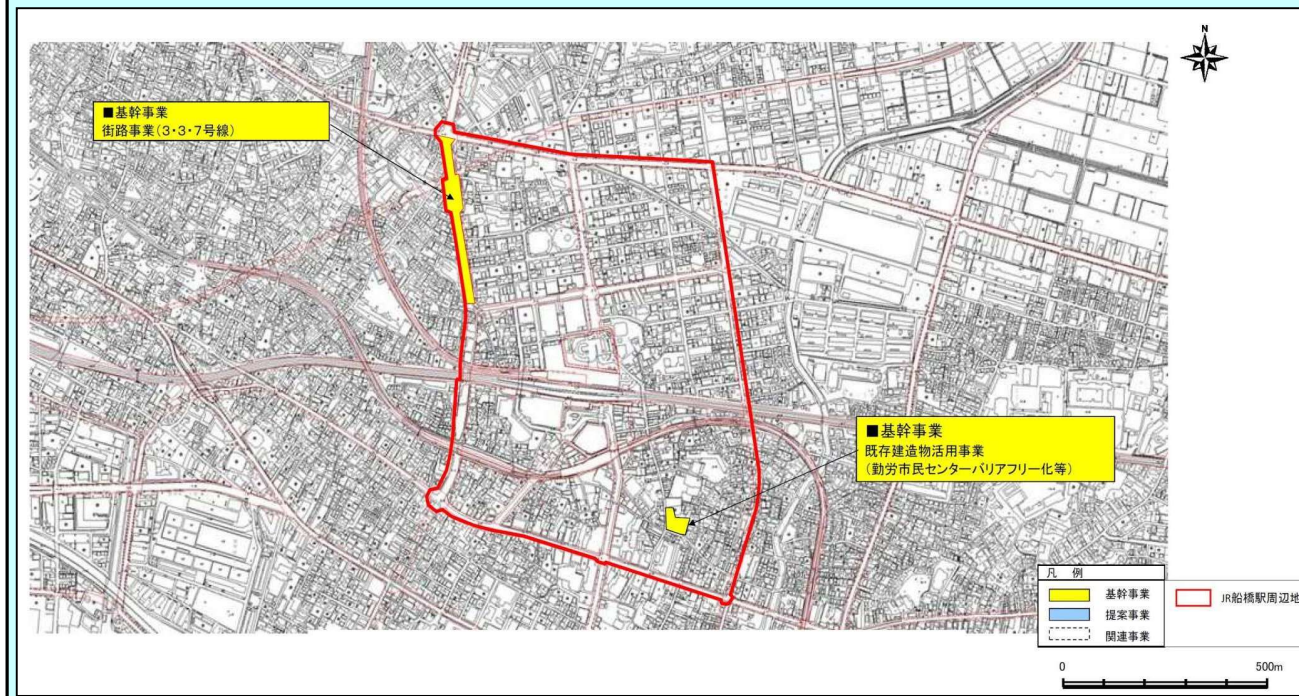 N
■基幹事業
街路事業(3・3・7号線)
■基幹事業
既存建造物活用事業
(勤労市民センターバリアフリー化等)
凡 例
基幹事業
提案事業
関連事業
JR船橋駅周辺地
0 500m